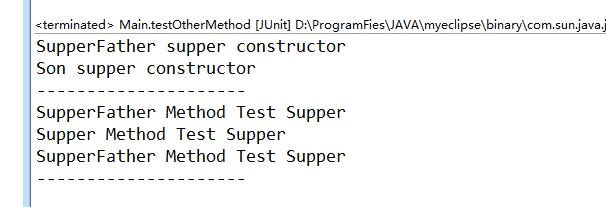 <terminated> Main.testOtherMethod [JUnit] D:\ProgramFies\JAVA\myeclipse\binary\com.sun.java.j
SupperFather supper constructor
Son supper constructor
---------------------
SupperFather Method Test Supper
Supper Method Test Supper
SupperFather Method Test Supper
---------------------